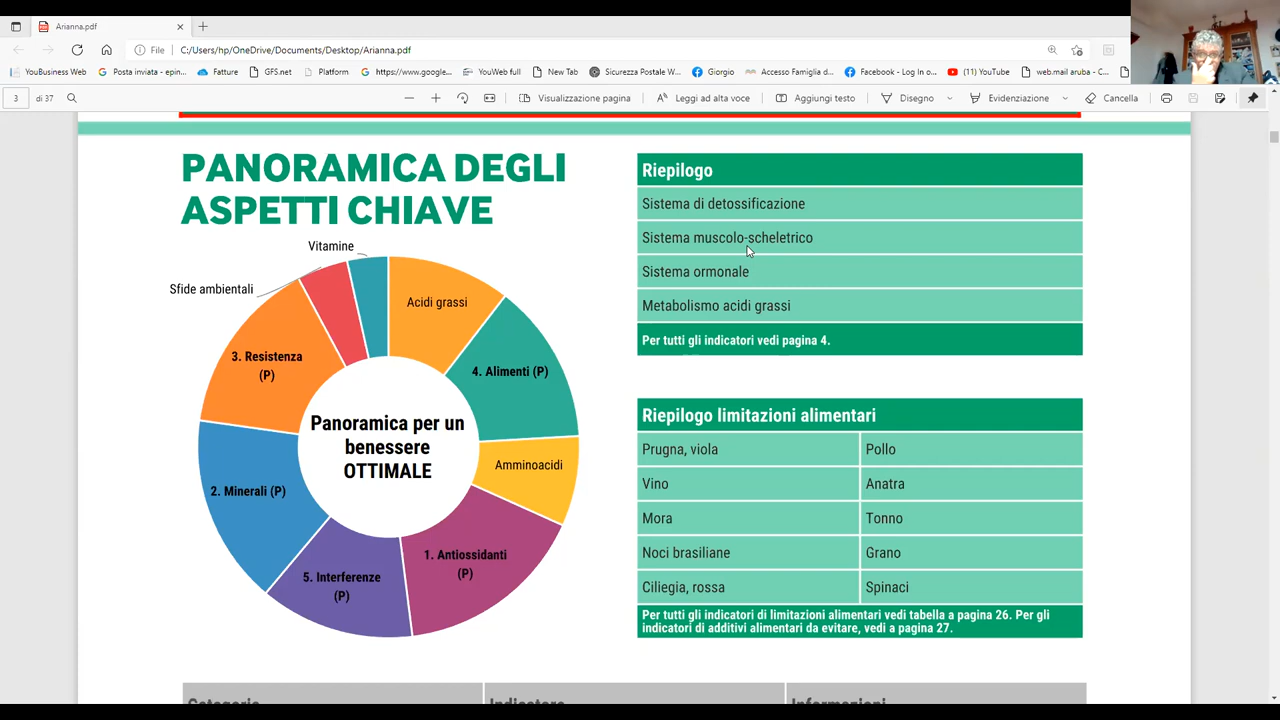 Arianna.pdf
File
C:/Users/hp/OneDrive/Documents/Desktop/Arianna.pdf
YouBusiness Web
Posta inviata - epin...
Fatture
GFS.net
Platform
https://www.google...
YouWeb full
New Tab
Sicurezza Postale W...
Giorgio
Accesso Famiglia d...
Facebook - Log In o...
(11) YouTube
web.mail aruba - C...
3 di 37
Visualizzazione pagina
Leggi ad alta voce
Aggiungi testo
Disegno
Evidenziazione
Cancella
PANORAMICA DEGLI
ASPETTI CHIAVE
Vitamine
Sfide ambientali
Acidi grassi
3. Resistenza
(P)
4. Alimenti (P)
Panoramica per un
benessere
OTTIMALE
Amminoacidi
2. Minerali (P)
1. Antiossidanti
(P)
5. Interferenze
(P)
Riepilogo
Sistema di detossificazione
Sistema muscolo-scheletrico
Sistema ormonale
Metabolismo acidi grassi
Per tutti gli indicatori vedi pagina 4.
Riepilogo limitazioni alimentari
Prugna, viola
Pollo
Vino
Anatra
Mora
Tonno
Noci brasiliane
Grano
Ciliegia, rossa
Spinaci
Per tutti gli indicatori di limitazioni alimentari vedi tabella a pagina 26. Per gli
indicatori di additivi alimentari da evitare, vedi a pagina 27.
Categoria
Indicatore
Informazioni